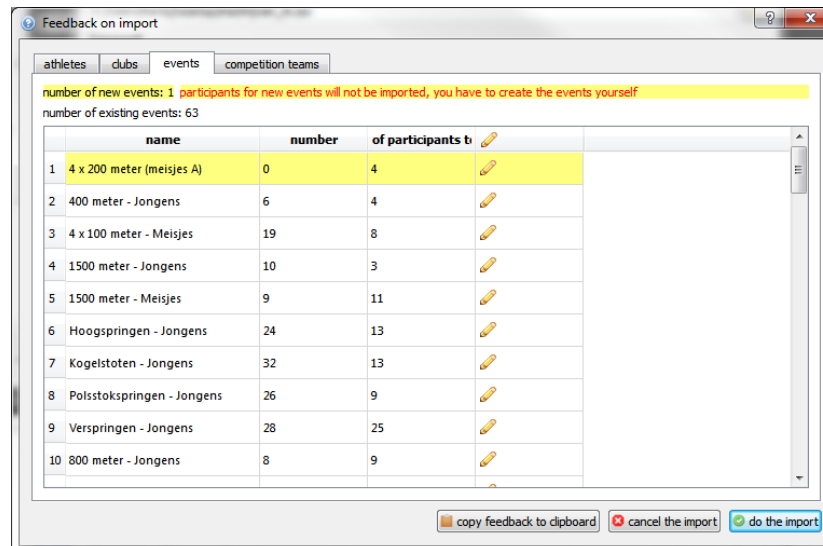 Feedback on import
athletes clubs events competition teams
number of new events: 1 participants for new events will not be imported, you have to create the events yourself
number of existing events: 63
name number of participants to
1 4 x 200 meter (meisjes A) 0 4
2 400 meter - Jongens 6 4
3 4 x 100 meter - Meisjes 19 8
4 1500 meter - Jongens 10 3
5 1500 meter - Meisjes 9 11
6 Hoogspringen - Jongens 24 13
7 Kogelstoten - Jongens 32 13
8 Polsstokspringen - Jongens 26 9
9 Verspringen - Jongens 28 25
10 800 meter - Jongens 8 9
copy feedback to clipboard cancel the import do the import